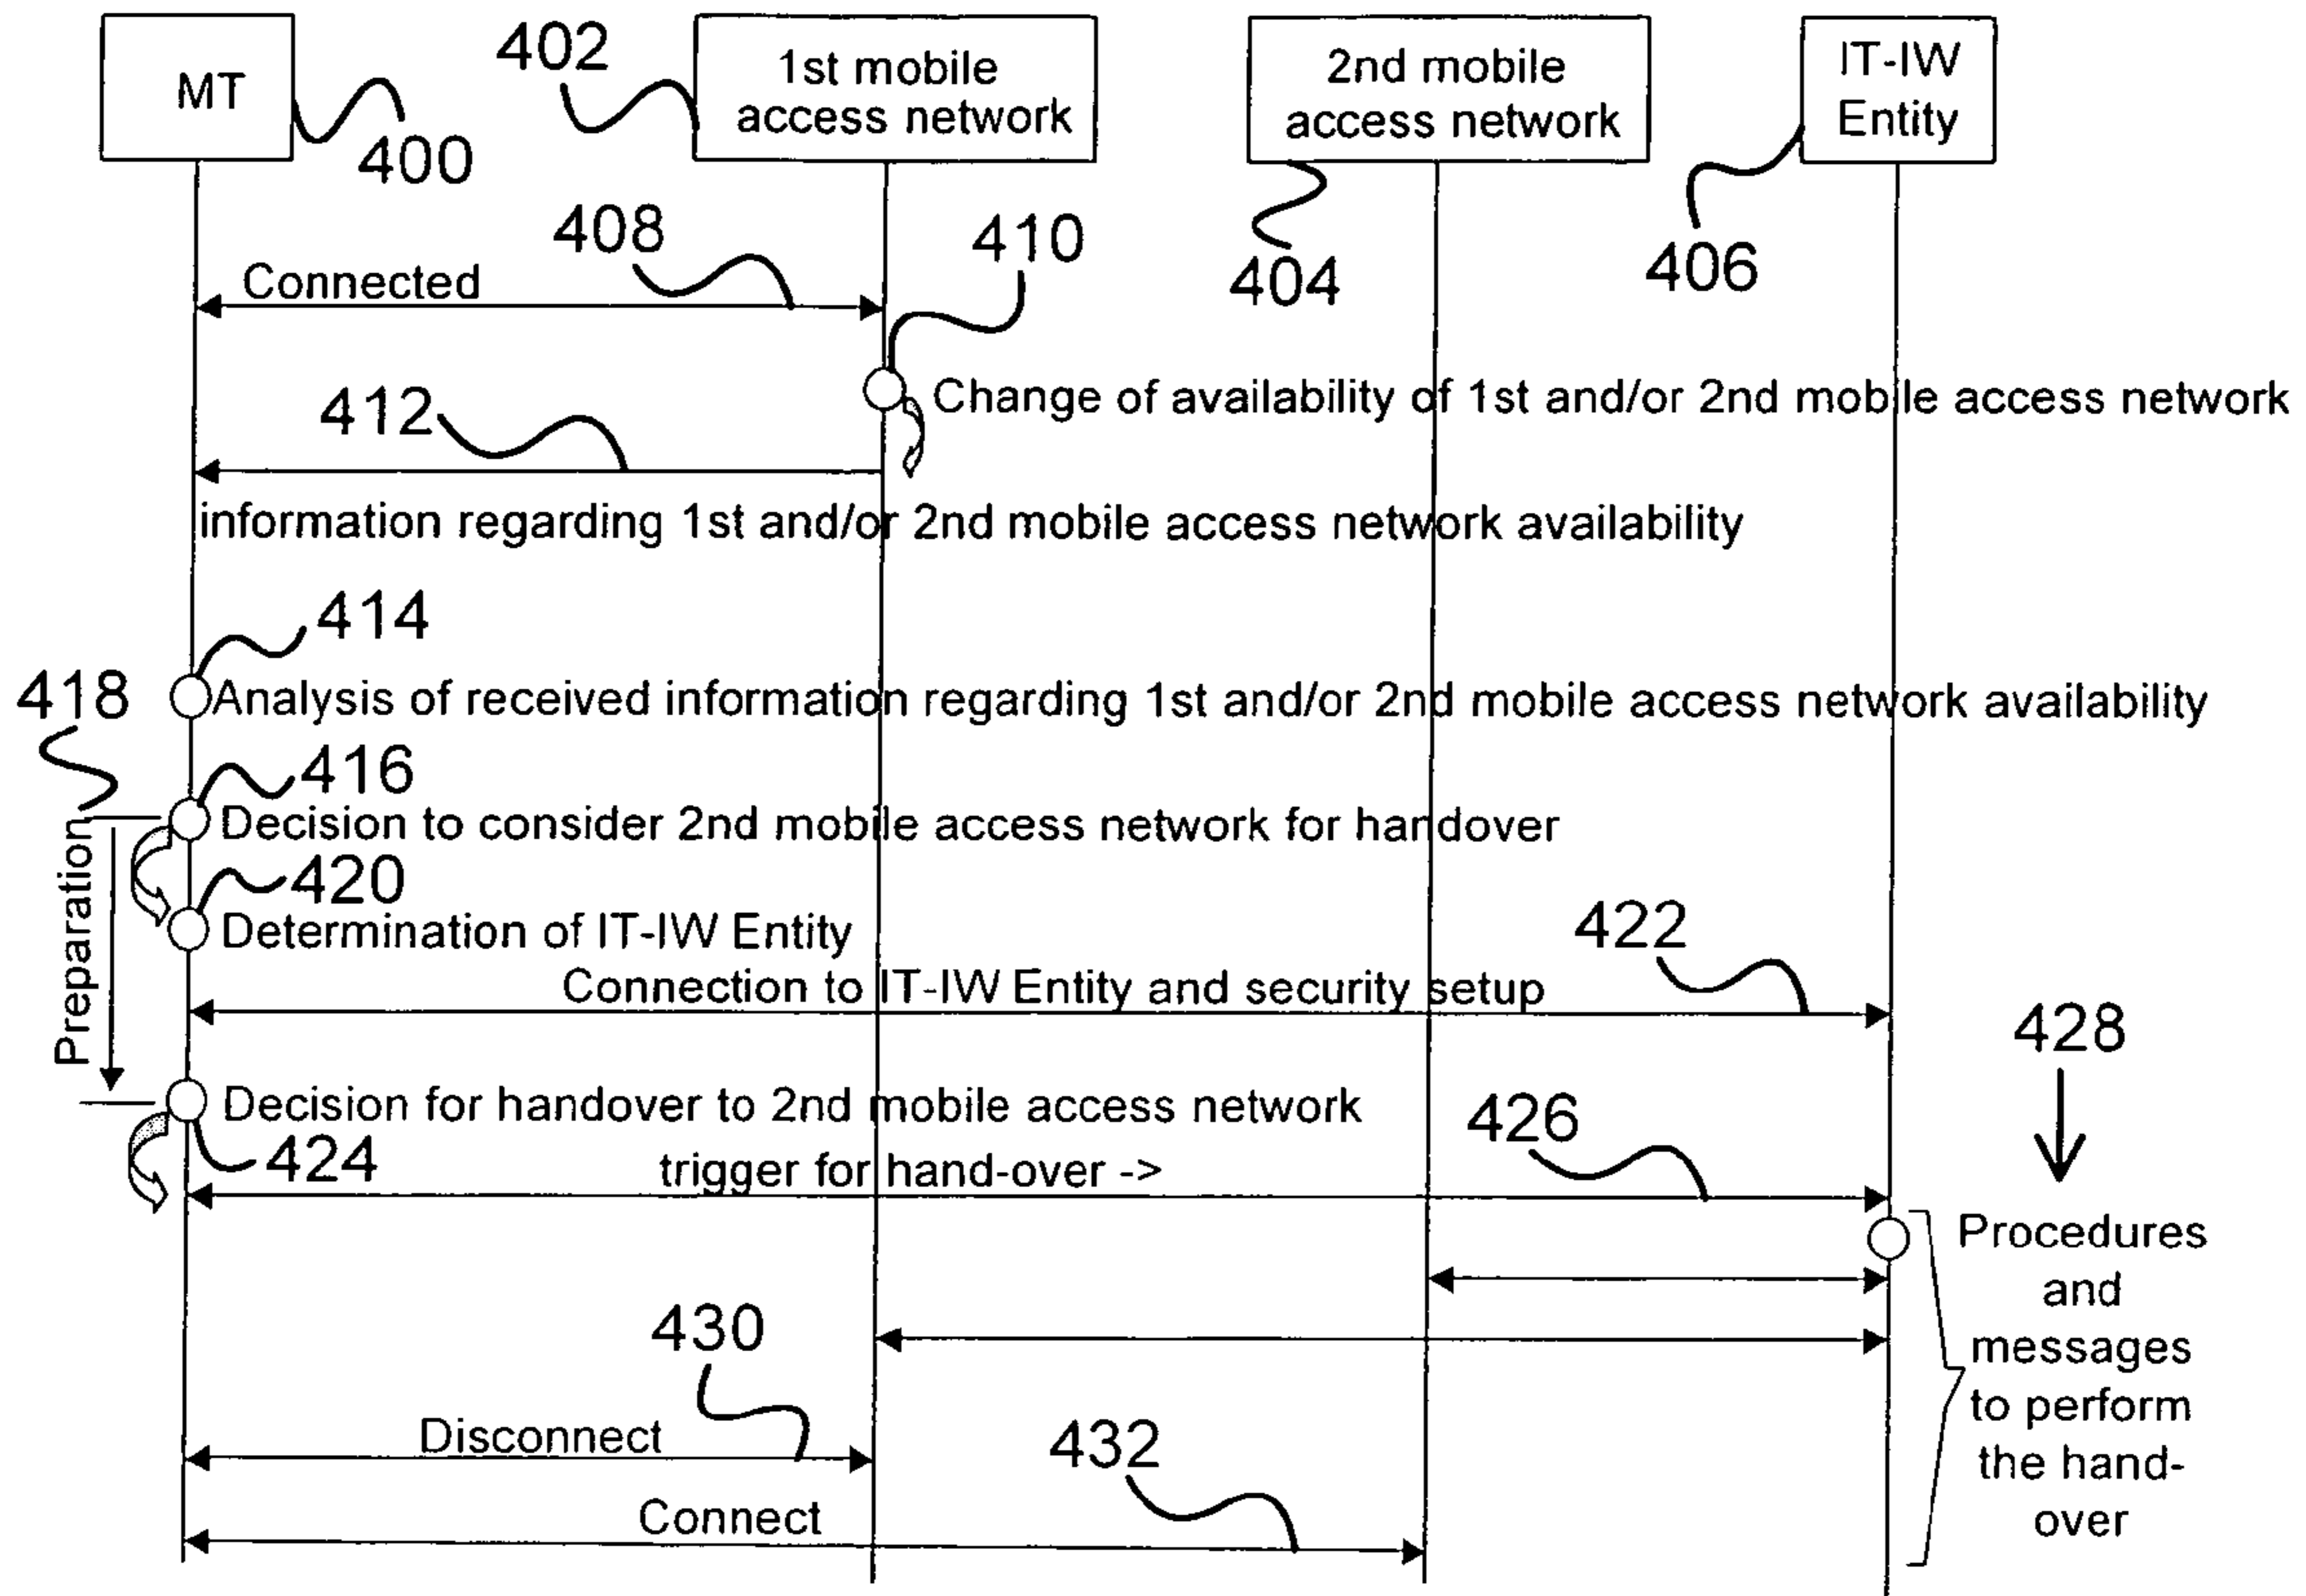 MT
402
1st mobile
access network
2nd mobile
access network
IT-IW
Entity
400
408
410
404
406
Connected
Change of availability of 1st and/or 2nd mobile access network
412
information regarding 1st and/or 2nd mobile access network availability
414
418
Analysis of received information regarding 1st and/or 2nd mobile access network availability
416
Decision to consider 2nd mobile access network for handover
Preparation
420
Determination of IT-IW Entity
422
Connection to IT-IW Entity and security setup
428
Decision for handover to 2nd mobile access network
426
424
trigger for hand-over ->
Procedures
and
messages
to perform
the hand-
over
430
Disconnect
432
Connect